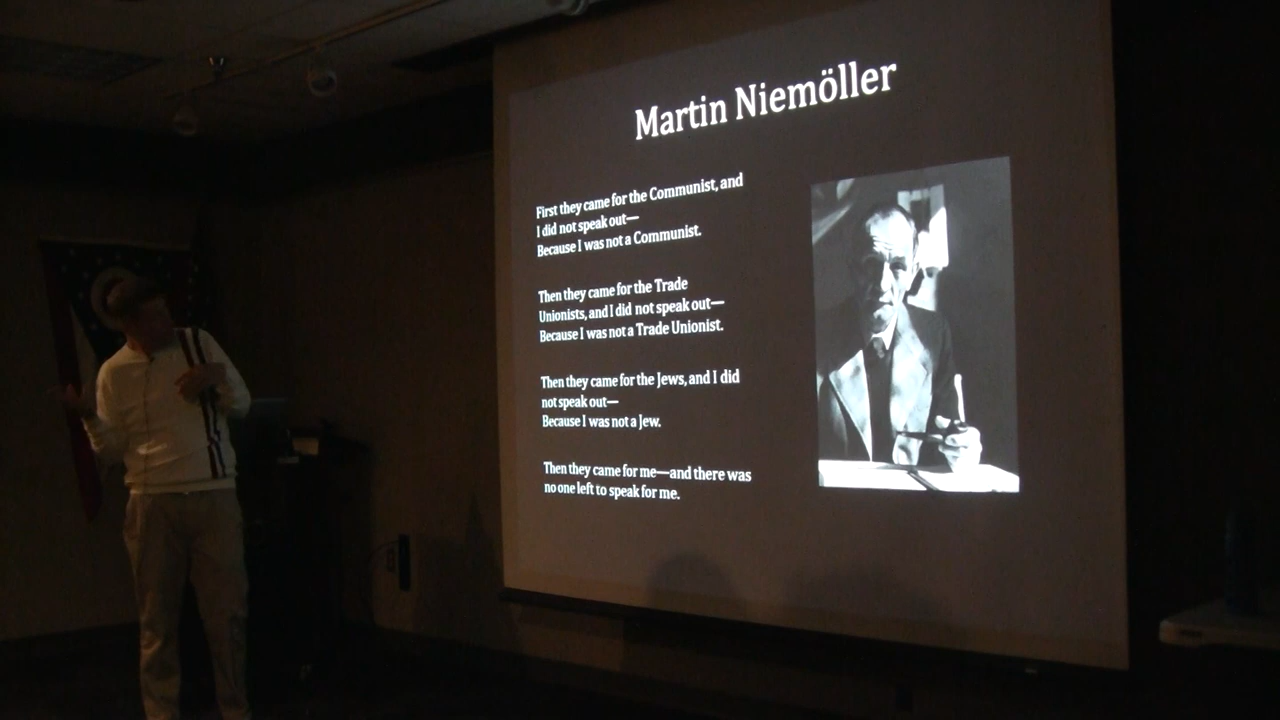 Martin Niemöller
First they came for the Communist, and
I did not speak out—
Because I was not a Communist.
Then they came for the Trade
Unionists, and I did not speak out—
Because I was not a Trade Unionist.
Then they came for the Jews, and I did
not speak out—
Because I was not a Jew.
Then they came for me—and there was
no one left to speak for me.